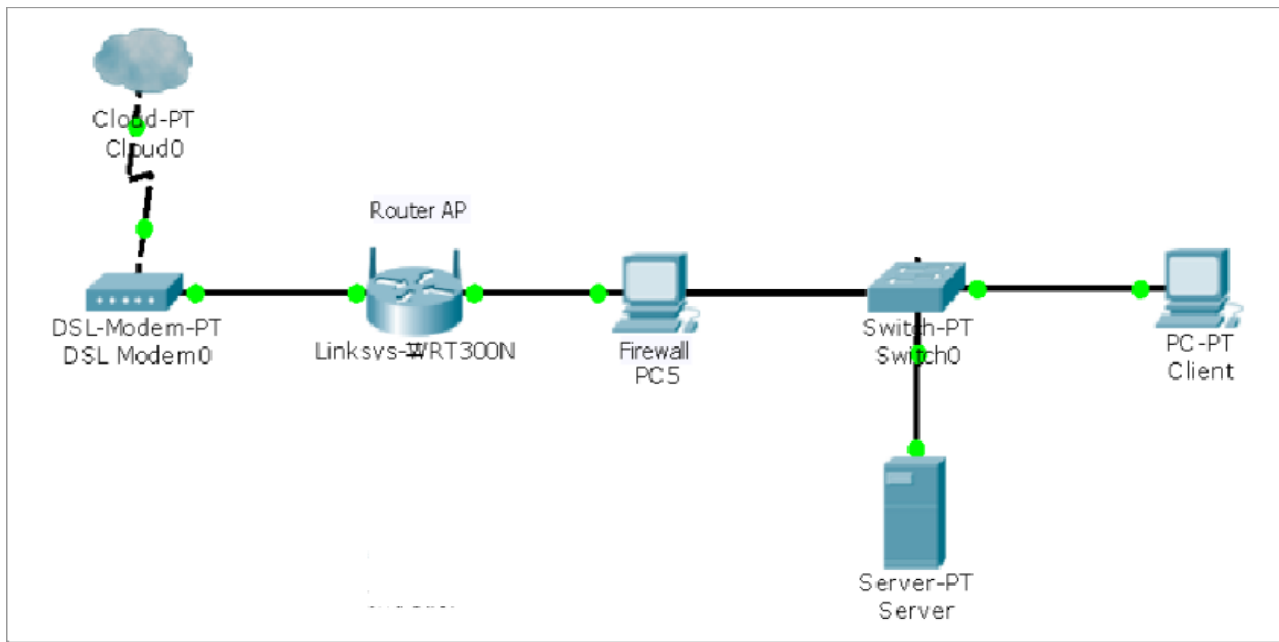 Cloud-PT
Cloud0
Router AP
DSL-Modem-PT
DSL Modem0
Linksys-WRT300N
Firewall
PC5
Switch-PT
Switch0
PC-PT
Client
Server-PT
Server